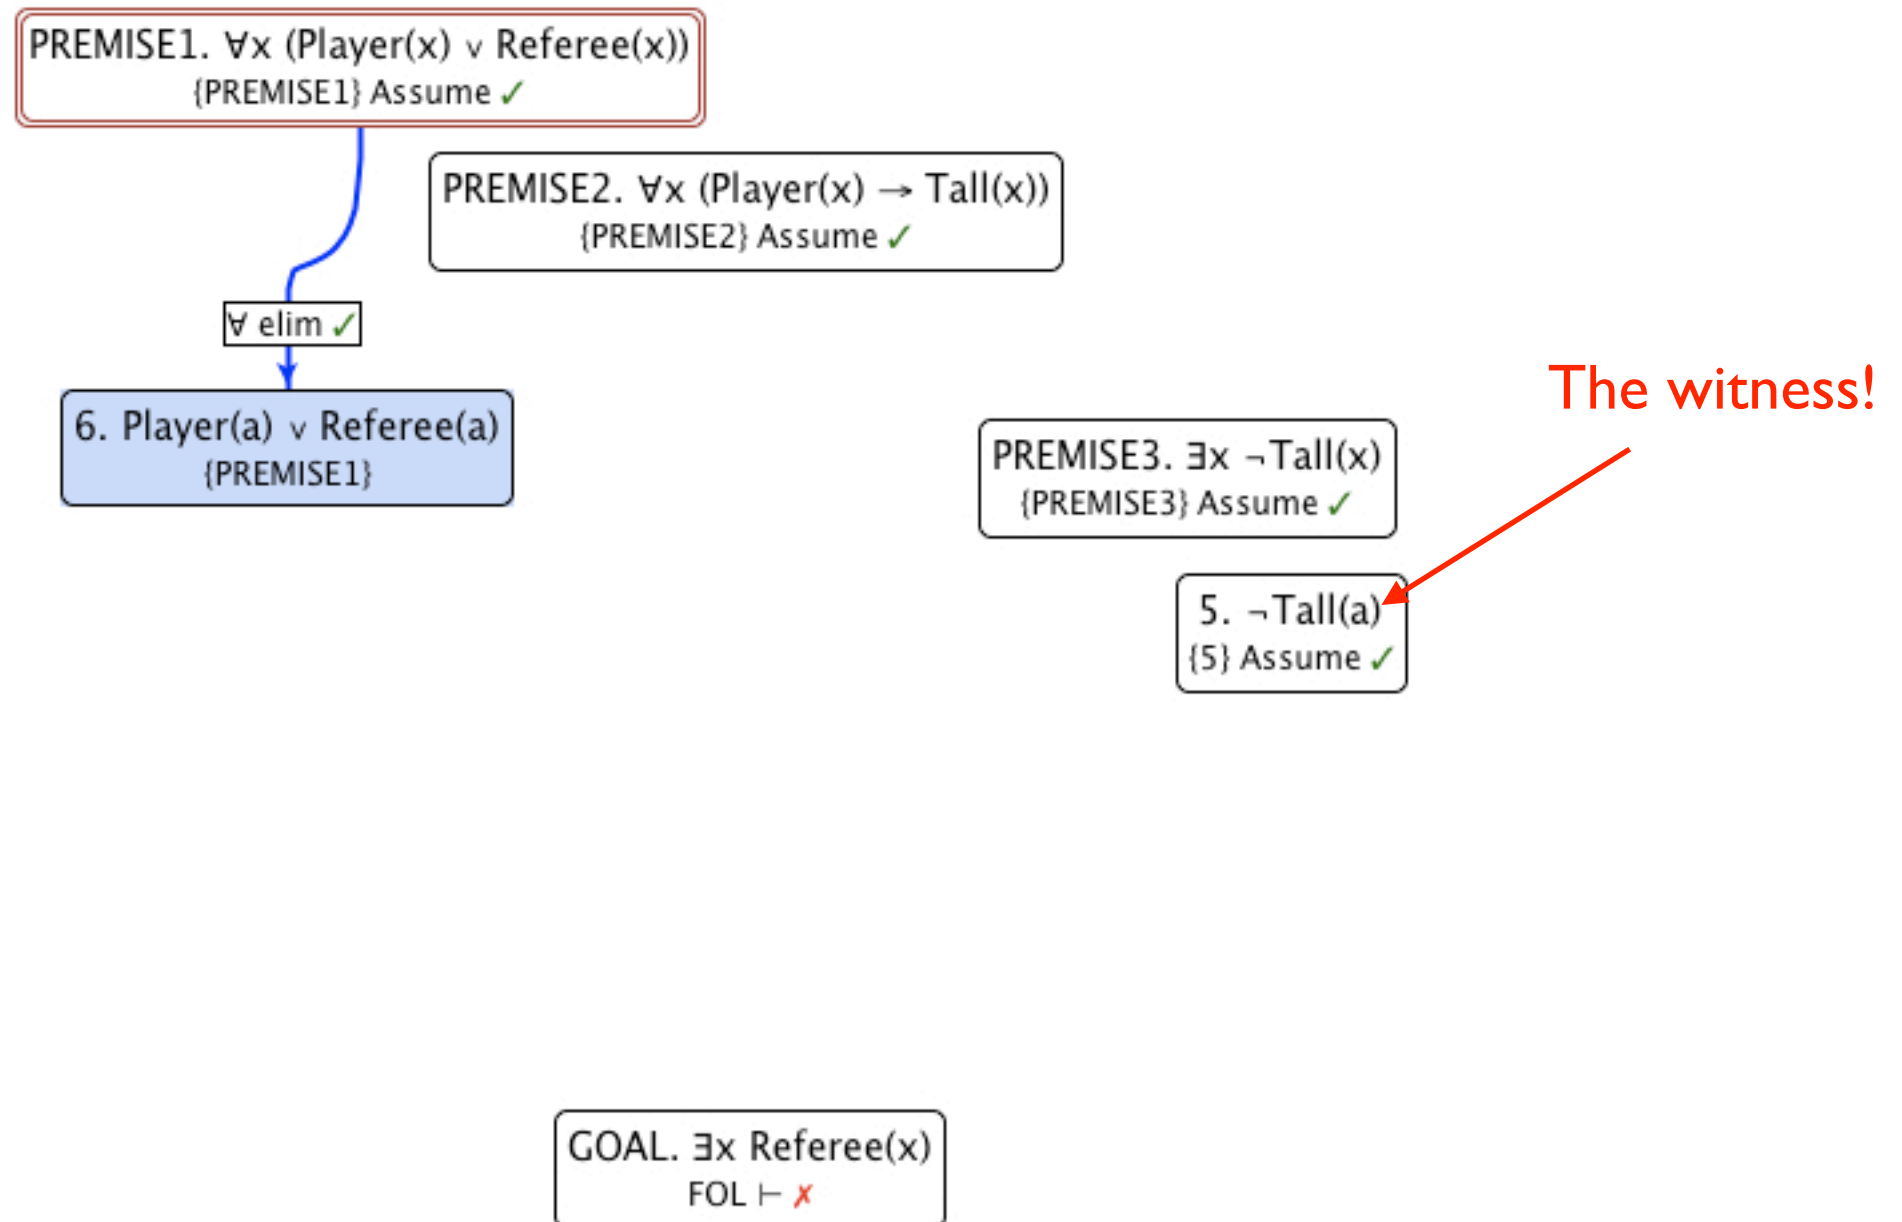 PREMISE1. ∀x (Player(x) ∨ Referee(x))
{PREMISE1} Assume ✓
PREMISE2. ∀x (Player(x) → Tall(x))
{PREMISE2} Assume ✓
∀ elim ✓
The witness!
6. Player(a) ∨ Referee(a)
{PREMISE1}
PREMISE3. ∃x ¬Tall(x)
{PREMISE3} Assume ✓
5. ¬Tall(a)
{5} Assume ✓
GOAL. ∃x Referee(x)
FOL ⊢ ✗